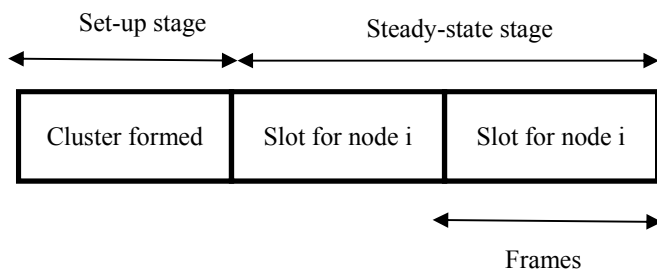 Set-up stage
Steady-state stage
Cluster formed
Slot for node i
Slot for node i
Frames